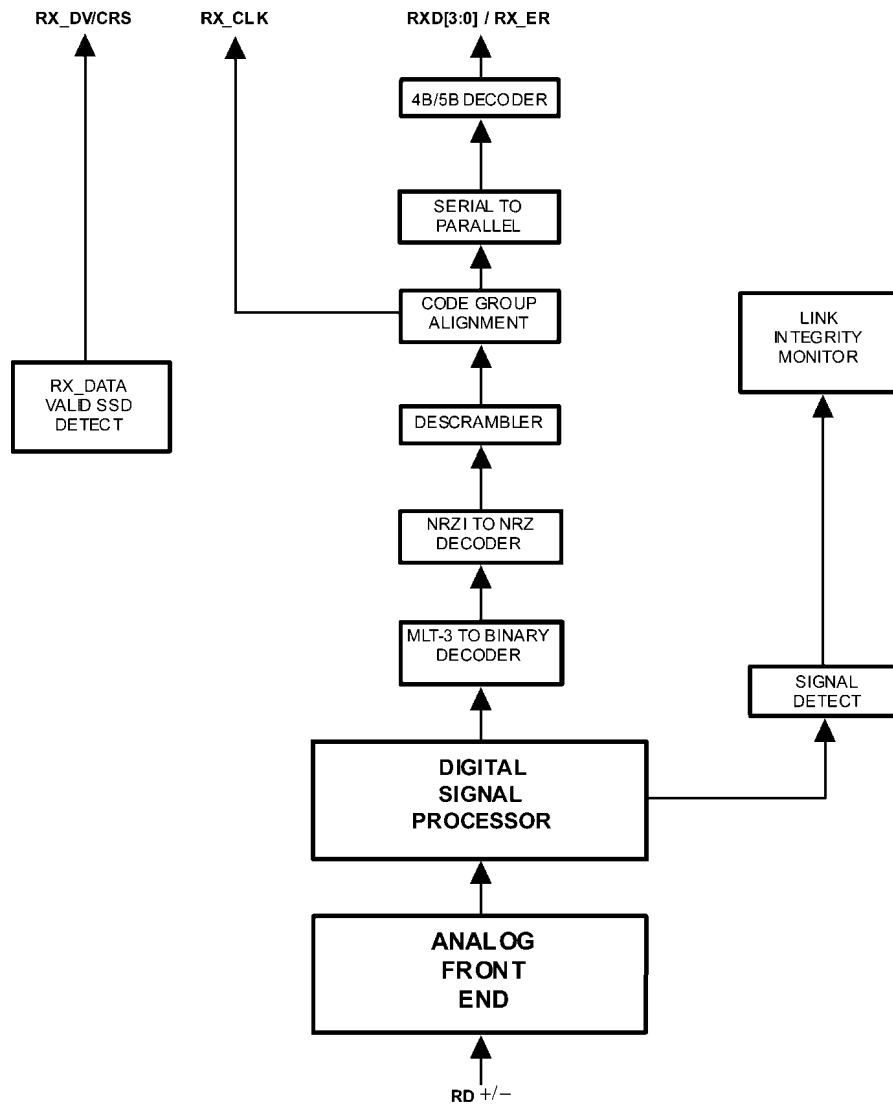 RX_DV/CRS
RX_CLK
RXD[3:0] / RX_ER
4B/5B DECODER
SERIAL TO
PARALLEL
CODE GROUP
ALIGNMENT
LINK
INTEGRITY
MONITOR
RX_DATA
VALID SSD
DETECT
DESCRAMBLER
NRZI TO NRZ
DECODER
MLT-3 TO BINARY
DECODER
SIGNAL
DETECT
DIGITAL
SIGNAL
PROCESSOR
ANALOG
FRONT
END
RD +/−